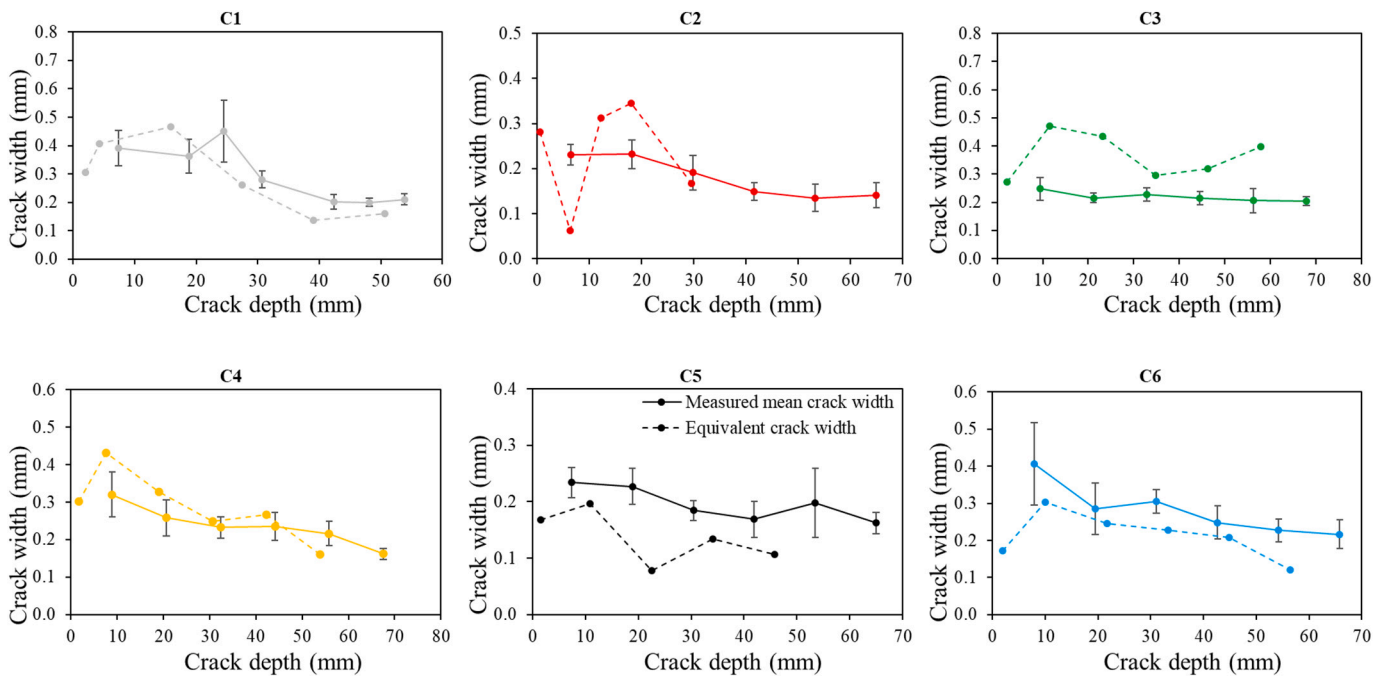 C1
0.8
0.7
0.6
0.5
0.4
0.3
0.2
0.1
0.0
Crack width (mm)
0 10 20 30 40 50 60
Crack depth (mm)
C2
0.5
0.4
0.3
0.2
0.1
0.0
Crack width (mm)
0 10 20 30 40 50 60 70
Crack depth (mm)
C3
0.8
0.7
0.6
0.5
0.4
0.3
0.2
0.1
0.0
Crack width (mm)
0 10 20 30 40 50 60 70 80
Crack depth (mm)
C4
0.6
0.5
0.4
0.3
0.2
0.1
0.0
Crack width (mm)
0 10 20 30 40 50 60 70 80
Crack depth (mm)
C5
0.4
0.3
0.2
0.1
0.0
Crack width (mm)
Measured mean crack width
Equivalent crack width
0 10 20 30 40 50 60 70
Crack depth (mm)
C6
0.6
0.5
0.4
0.3
0.2
0.1
0.0
Crack width (mm)
0 10 20 30 40 50 60 70
Crack depth (mm)